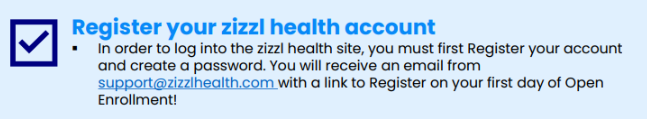 Register your zizzl health account
▪ In order to log into the zizzl health site, you must first Register your account
and create a password. You will receive an email from
support@zizzlhealth.com with a link to Register on your first day of Open
Enrollment!